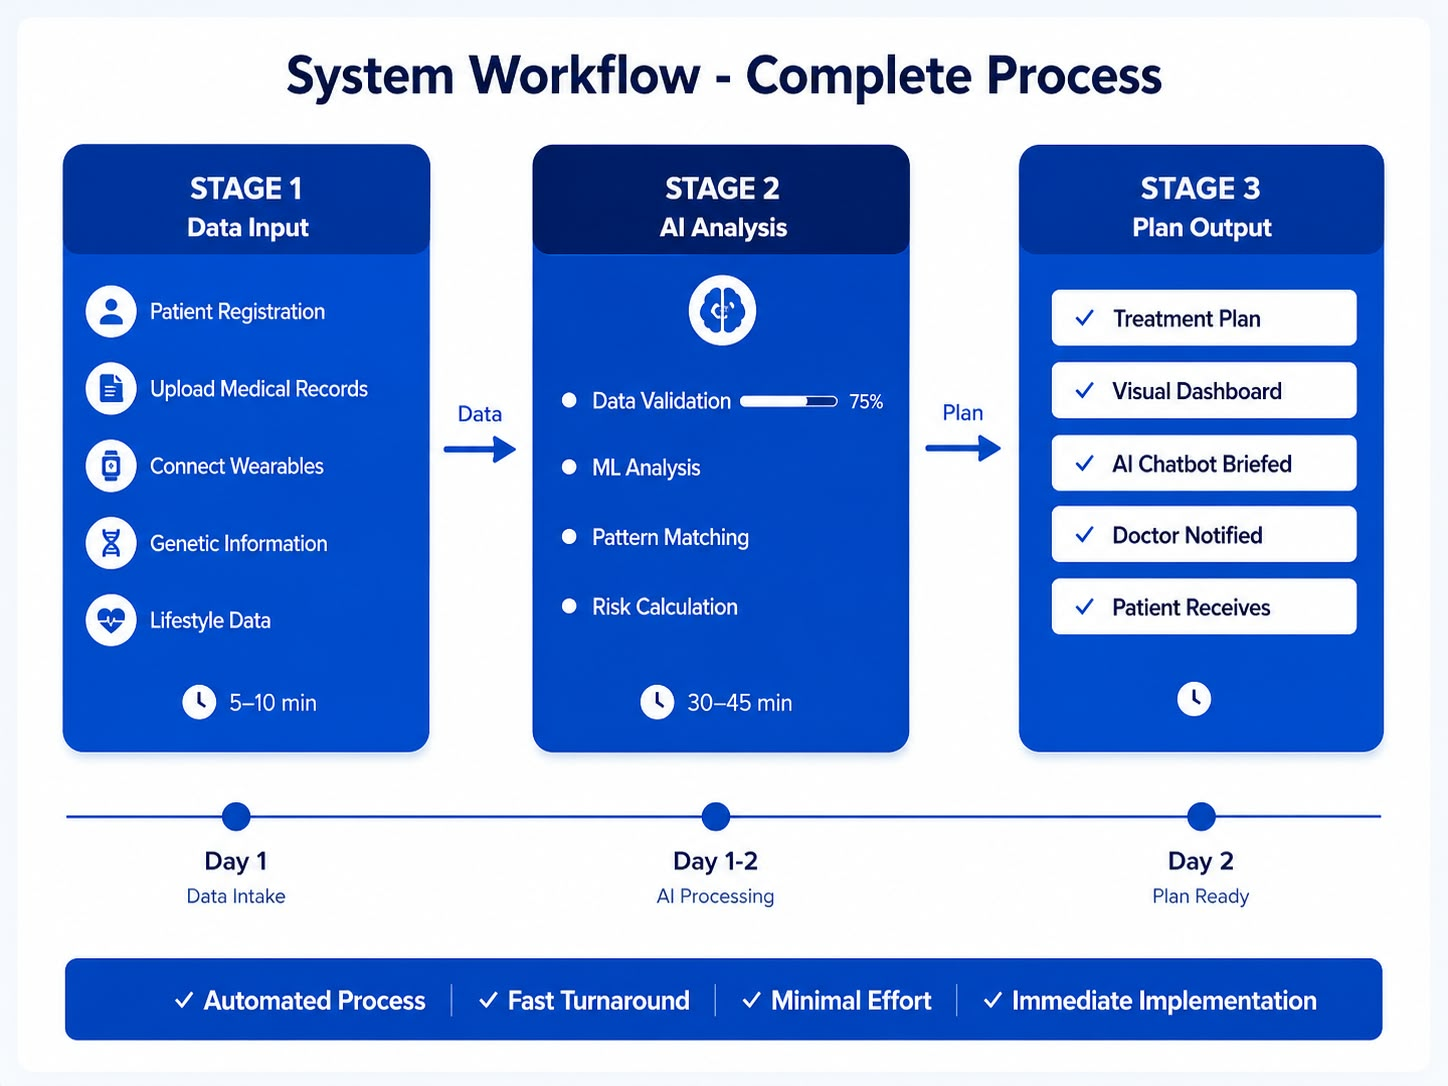 System Workflow - Complete Process
STAGE 1
Data Input
Patient Registration
Upload Medical Records
Connect Wearables
Genetic Information
Lifestyle Data
5–10 min
Data
STAGE 2
AI Analysis
Data Validation 75%
ML Analysis
Pattern Matching
Risk Calculation
30–45 min
Plan
STAGE 3
Plan Output
Treatment Plan
Visual Dashboard
AI Chatbot Briefed
Doctor Notified
Patient Receives
Day 1
Data Intake
Day 1-2
AI Processing
Day 2
Plan Ready
Automated Process
Fast Turnaround
Minimal Effort
Immediate Implementation